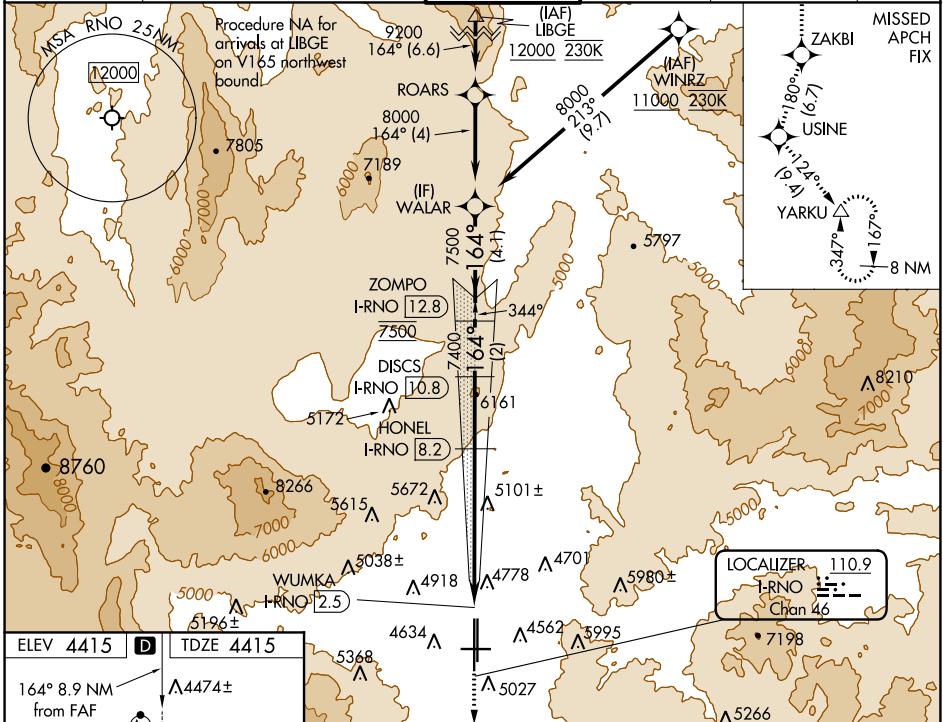 MSA RNO 25NM
12000
Procedure NA for
arrivals at LIBGE
on V165 northwest
bound
9200
164° (6.6)
(IAF)
LIBGE
12000 230K
(IAF)
WINRZ
11000 230K
MISSED
APCH
FIX
ZAKBI
180°
(6.7)
USINE
124°
(9.4)
YARKU
347°
167°
8 NM
ROARS
8000
164° (4)
8000
213°
(9.7)
7805
7189
6000
7000
6000
(IF)
WALAR
7500
164°
(4.1)
5797
5000
5000
ZOMPO
I-RNO 12.8
7500
344°
7400
164°
(2)
DISCS
I-RNO 10.8
5172
6161
6000
8210
7000
HONEL
I-RNO 8.2
8760
8000
8266
7000
6000
5615
5672
5101±
5000
5038±
4918
4778
4701
5980±
WUMKA
I-RNO 2.5
5000
5196±
LOCALIZER 110.9
I-RNO
Chan 46
4634
4562
5995
7198
5368
5027
5266
ELEV 4415
D
TDZE 4415
164° 8.9 NM
from FAF
4474±